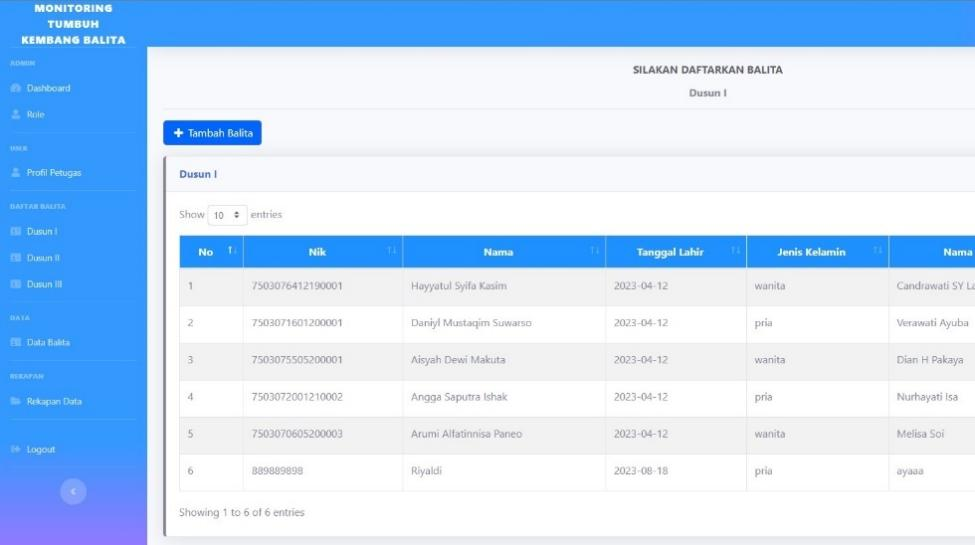 MONITORING
TUMBUH
KEMBANG BALITA
ADMIN
Dashboard
Role
USER
Profil Petugas
DAFTAR BALITA
Dusun I
Dusun II
Dusun III
DATA
Data Balita
REKAPAN
Rekapan Data
Logout
SILAKAN DAFTARKAN BALITA
Dusun I
+ Tambah Balita
Dusun I
Show 10 entries
No Nik Nama Tanggal Lahir Jenis Kelamin Nama
1 7503076412190001 Hayyatul Syifa Kasim 2023-04-12 wanita Candrawati SY La
2 7503071601200001 Daniyl Mustaqim Suwarso 2023-04-12 pria Verawati Ayuba
3 7503075505200001 Aisyah Dewi Makuta 2023-04-12 wanita Dian H Pakaya
4 7503072001210002 Angga Saputra Ishak 2023-04-12 pria Nurhayati Isa
5 7503070605200003 Arumi Alfatinnisa Paneo 2023-04-12 wanita Melisa Soi
6 889889898 Riyaldi 2023-08-18 pria ayaaa
Showing 1 to 6 of 6 entries